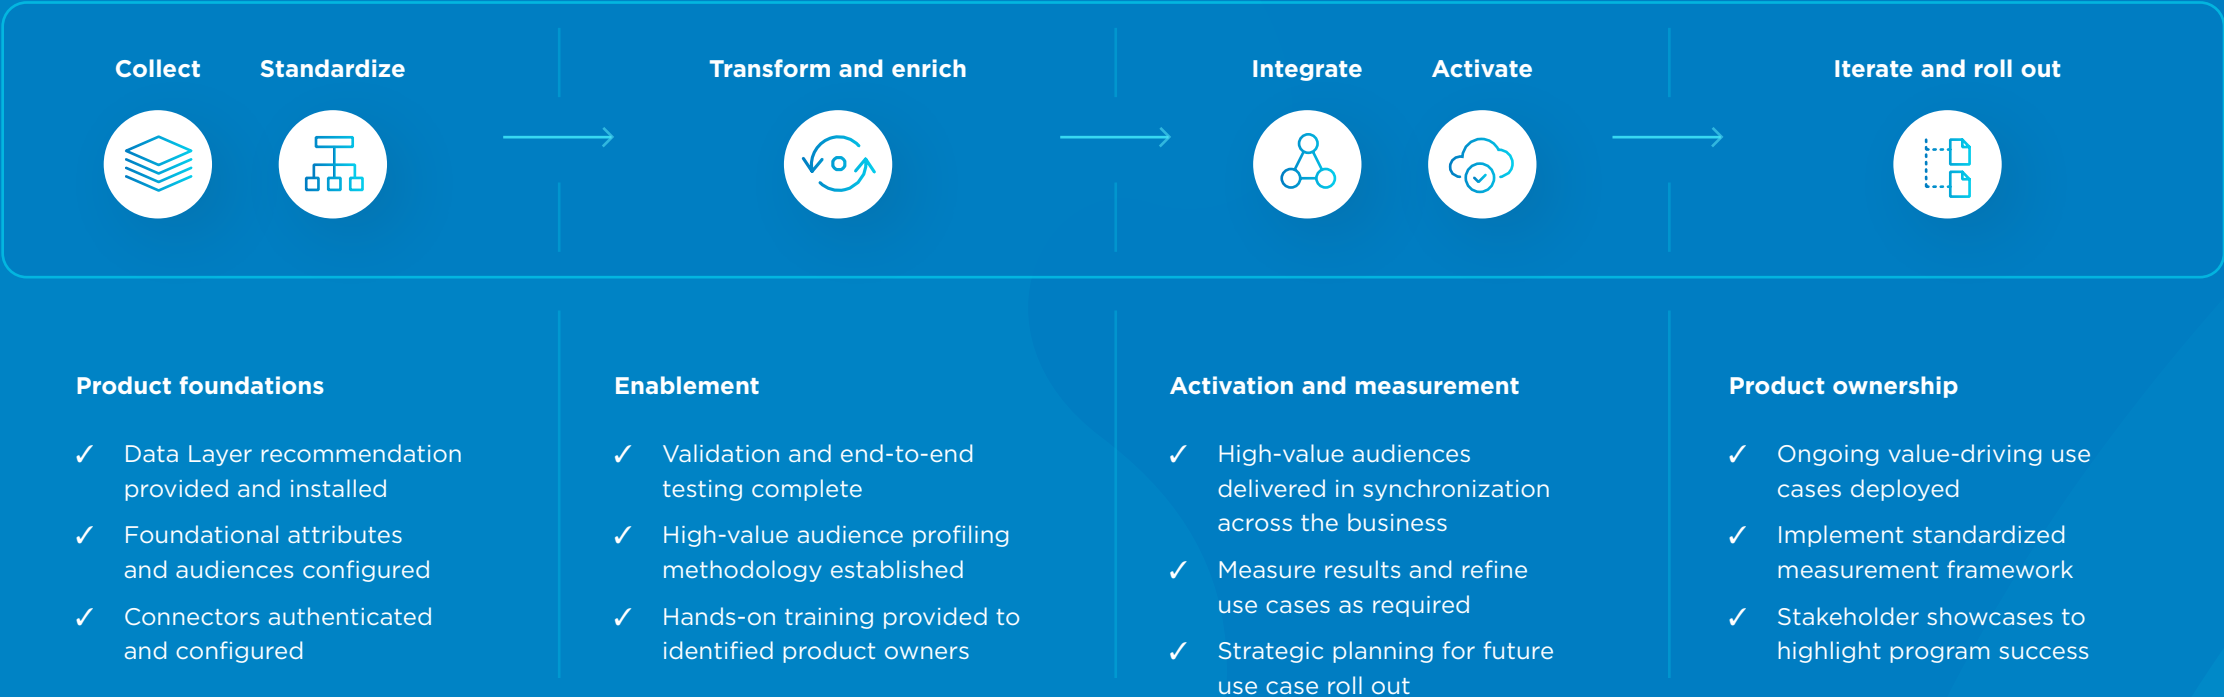 Collect
Standardize
Transform and enrich
Integrate
Activate
Iterate and roll out
Product foundations
✓ Data Layer recommendation
provided and installed
✓ Foundational attributes
and audiences configured
✓ Connectors authenticated
and configured
Enablement
✓ Validation and end-to-end
testing complete
✓ High-value audience profiling
methodology established
✓ Hands-on training provided to
identified product owners
Activation and measurement
✓ High-value audiences
delivered in synchronization
across the business
✓ Measure results and refine
use cases as required
✓ Strategic planning for future
use case roll out
Product ownership
✓ Ongoing value-driving use
cases deployed
✓ Implement standardized
measurement framework
✓ Stakeholder showcases to
highlight program success